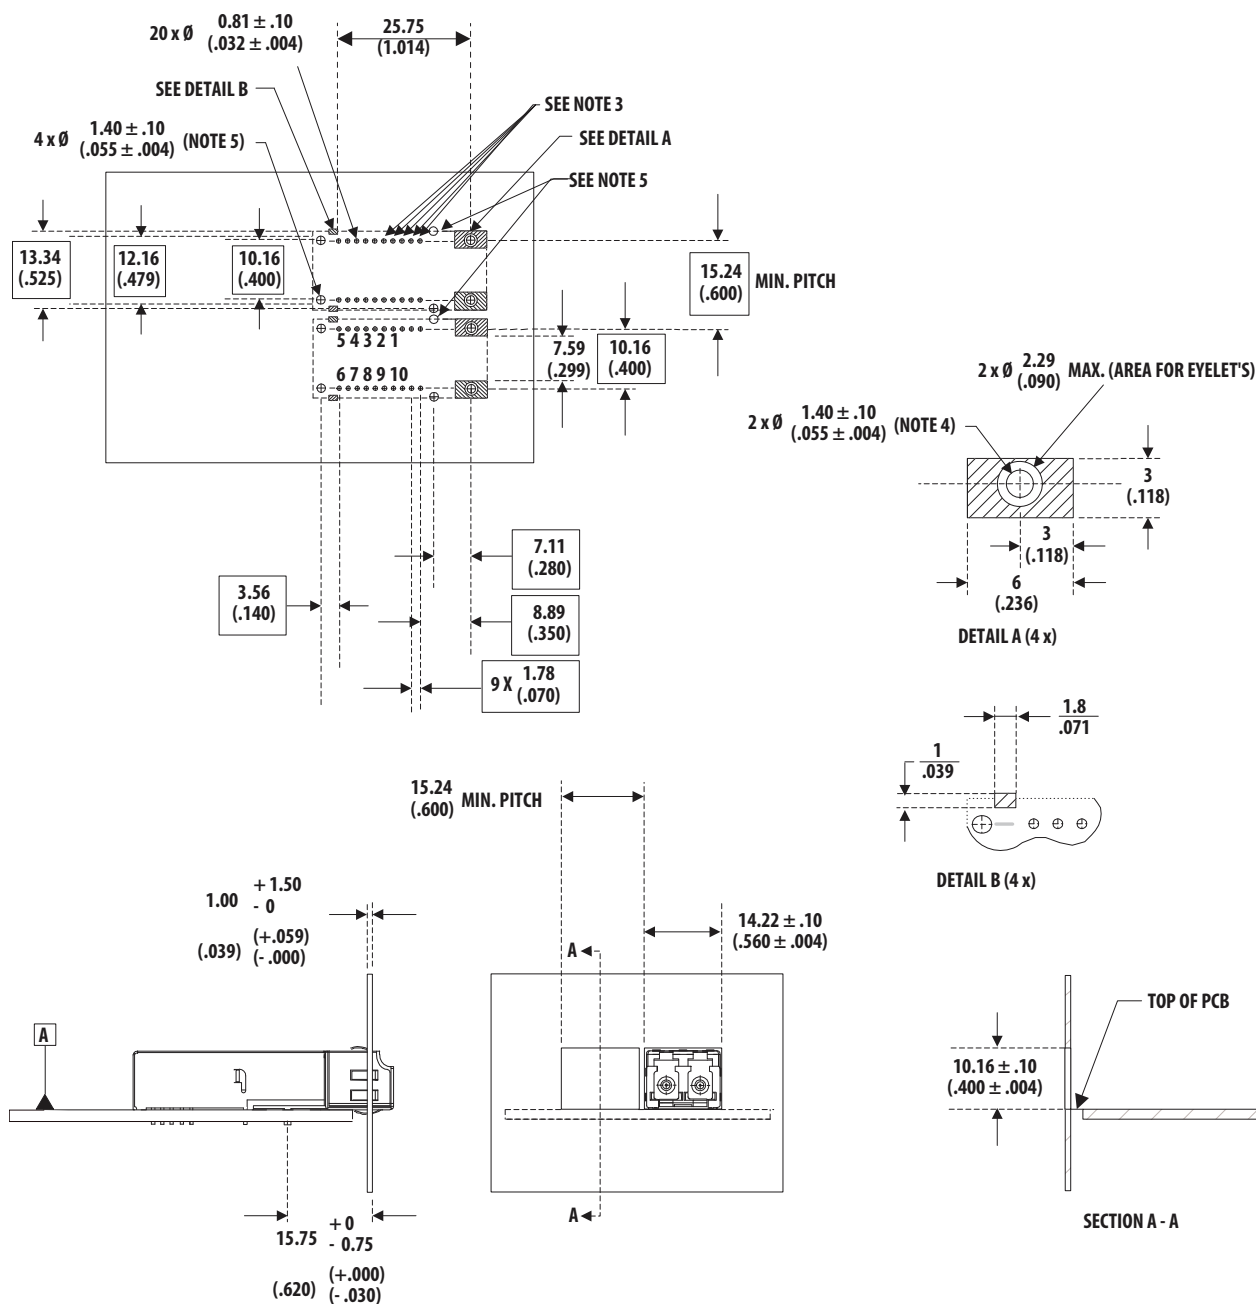 20 x Ø 0.81 ± .10
(.032 ± .004)
25.75
(1.014)
SEE DETAIL B
SEE NOTE 3
4 x Ø 1.40 ± .10 (NOTE 5)
(.055 ± .004)
SEE DETAIL A
SEE NOTE 5
13.34
(.525)
12.16
(.479)
10.16
(.400)
15.24
(.600)
MIN. PITCH
5 4 3 2 1
7.59
(.299)
10.16
(.400)
6 7 8 9 10
2 x Ø 2.29 MAX. (AREA FOR EYELET'S)
(.090)
2 x Ø 1.40 ± .10 (NOTE 4)
(.055 ± .004)
3
(.118)
3
(.118)
6
(.236)
DETAIL A (4 x)
7.11
(.280)
3.56
(.140)
8.89
(.350)
9 X 1.78
(.070)
1.8
.071
1
.039
DETAIL B (4 x)
15.24
(.600)
MIN. PITCH
1.00 + 1.50
- 0
(.039) (+.059)
(- .000)
14.22 ± .10
(.560 ± .004)
A
A
TOP OF PCB
10.16 ± .10
(.400 ± .004)
A
15.75 + 0
- 0.75
(.620) (+.000)
(- .030)
SECTION A - A